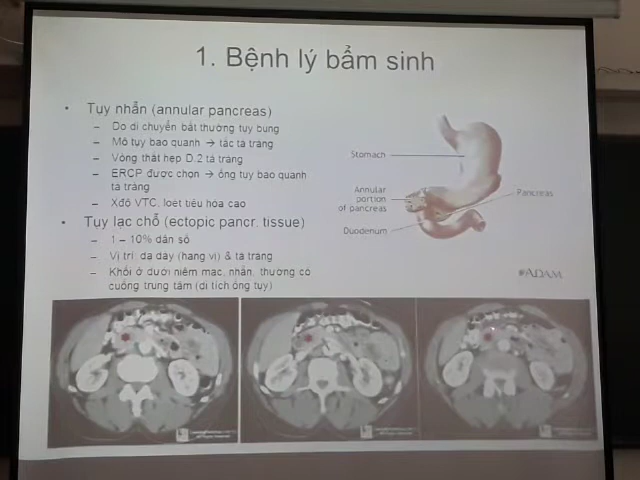 1. Bệnh lý bẩm sinh
• Tụy nhẫn (annular pancreas)
– Do di chuyển bất thường tụy bụng
– Mô tụy bao quanh → tắc tá tràng
– Vòng thắt hẹp D.2 tá tràng
– ERCP được chọn → ống tụy bao quanh
tá tràng
– Xđộ VTC, loét tiêu hóa cao
• Tụy lạc chỗ (ectopic pancr. tissue)
– 1 – 10% dân số
– Vị trí: dạ dày (hang vị) & tá tràng
– Khối ở dưới niêm mạc, nhẵn, thường có
cuống trung tâm (di tích ống tụy)
Stomach
Annular
portion
of pancreas
Pancreas
Duodenum
#ADAM